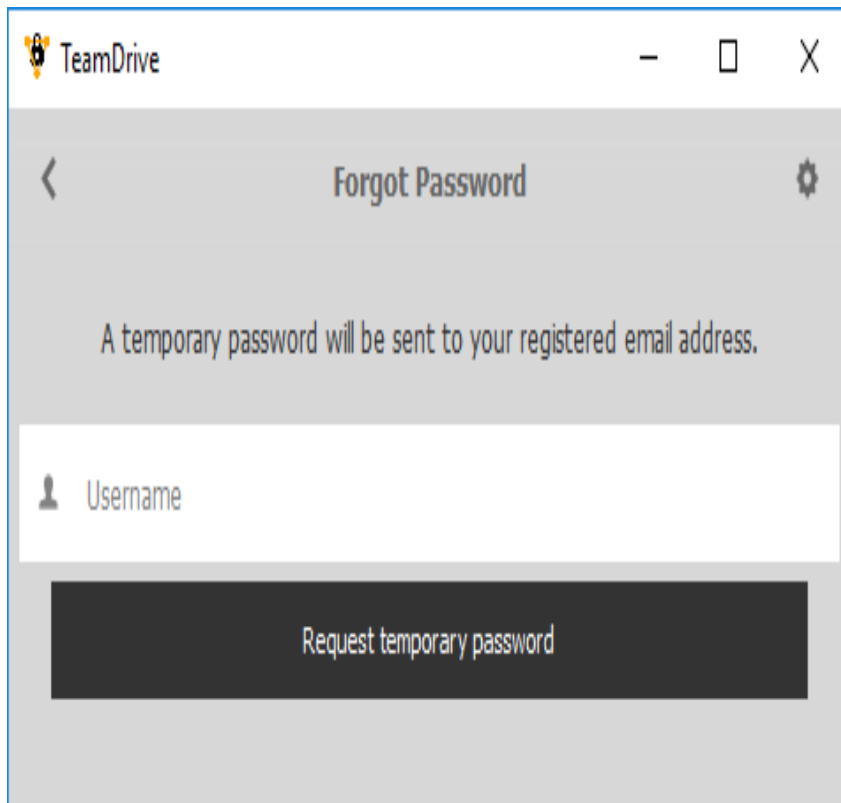 TeamDrive
Forgot Password
A temporary password will be sent to your registered email address.
Username
Request temporary password